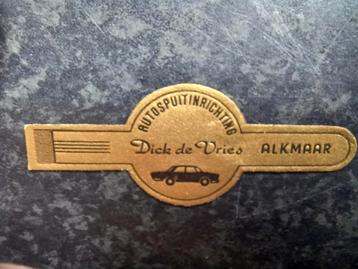 AUTOSPUITINRICHTING
Dick de Vries ALKMAAR